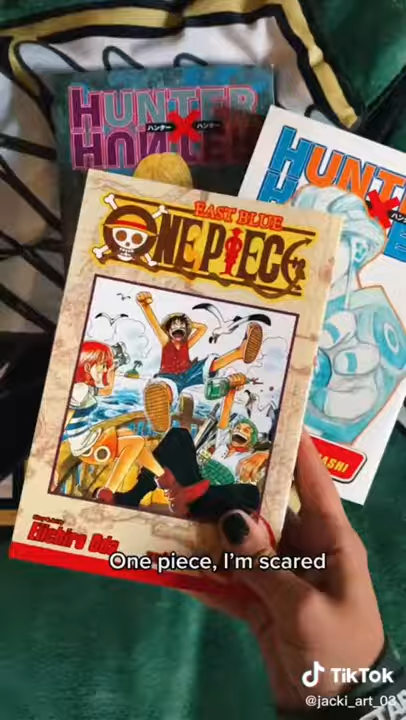 HUNTER
HUNTER
ハンター
ハンター
HUNTER
EAST BLUE
ONE PIECE
Eiichiro Oda
One piece, I'm scared
TikTok